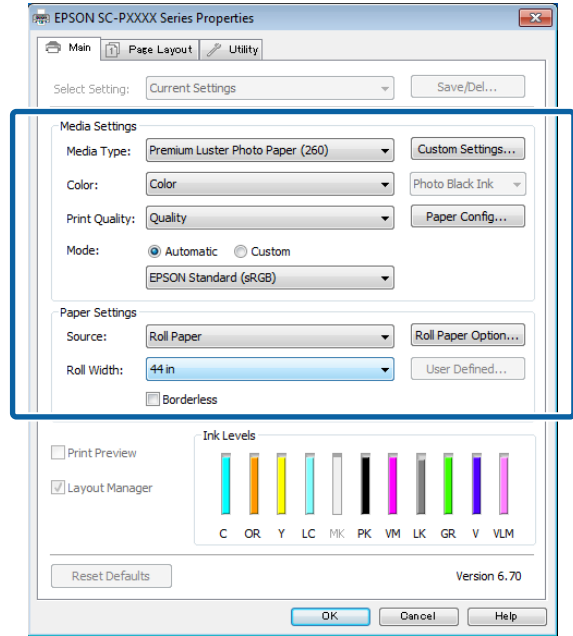 EPSON SC-PXXXX Series Properties
Main
Page Layout
Utility
Select Setting: Current Settings Save/Del...
Media Settings
Media Type: Premium Luster Photo Paper (260) Custom Settings...
Color: Color Photo Black Ink
Print Quality: Quality Paper Config...
Mode: Automatic Custom
EPSON Standard (sRGB)
Paper Settings
Source: Roll Paper Roll Paper Option...
Roll Width: 44 in User Defined...
Borderless
Print Preview
Layout Manager
Ink Levels
C OR Y LC MK PK VM LK GR V VLM
Reset Defaults Version 6.70
OK Cancel Help